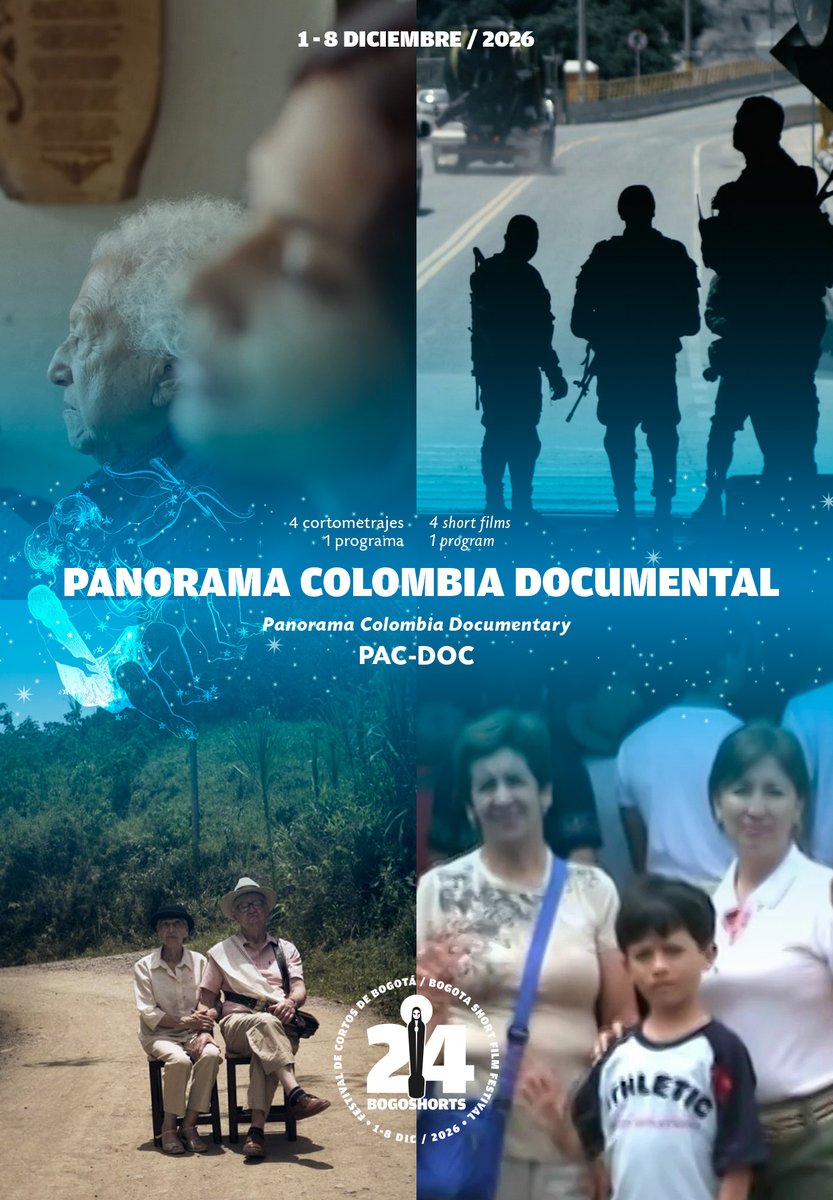 1 - 8 DICIEMBRE / 2026
4 cortometrajes
1 programa
4 short films
1 program
PANORAMA COLOMBIA DOCUMENTAL
Panorama Colombia Documentary
PAC-DOC
FESTIVAL DE CORTOS DE BOGOTÁ / BOGOTA SHORT FILM FESTIVAL
24
BOGOSHORTS
• 1-8 DIC / 2026 •
THLETIC